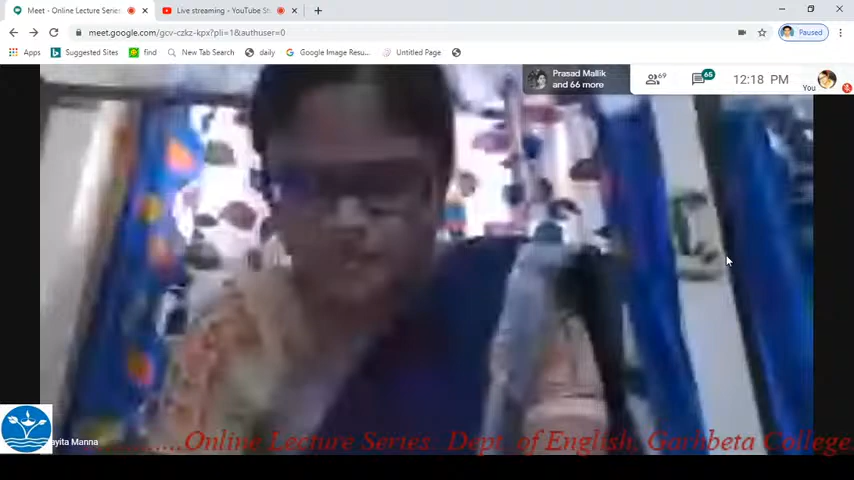 Meet - Online Lecture Series
Live streaming - YouTube St
meet.google.com/gcv-czkz-kpx?pli=1&authuser=0
Paused
Apps
Suggested Sites
find
New Tab Search
daily
Google Image Resu...
Untitled Page
Prasad Mallik
and 66 more
69
65
12:18 PM
You
ayita Manna
...........Online Lecture Series. Dept. of English. Garhbeta College